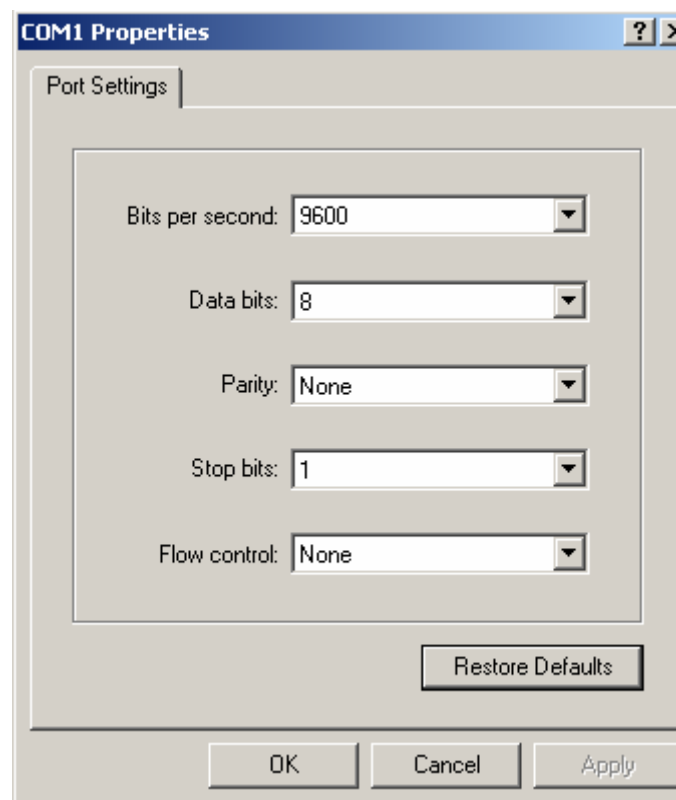 COM1 Properties
Port Settings
Bits per second: 9600
Data bits: 8
Parity: None
Stop bits: 1
Flow control: None
Restore Defaults
OK Cancel Apply